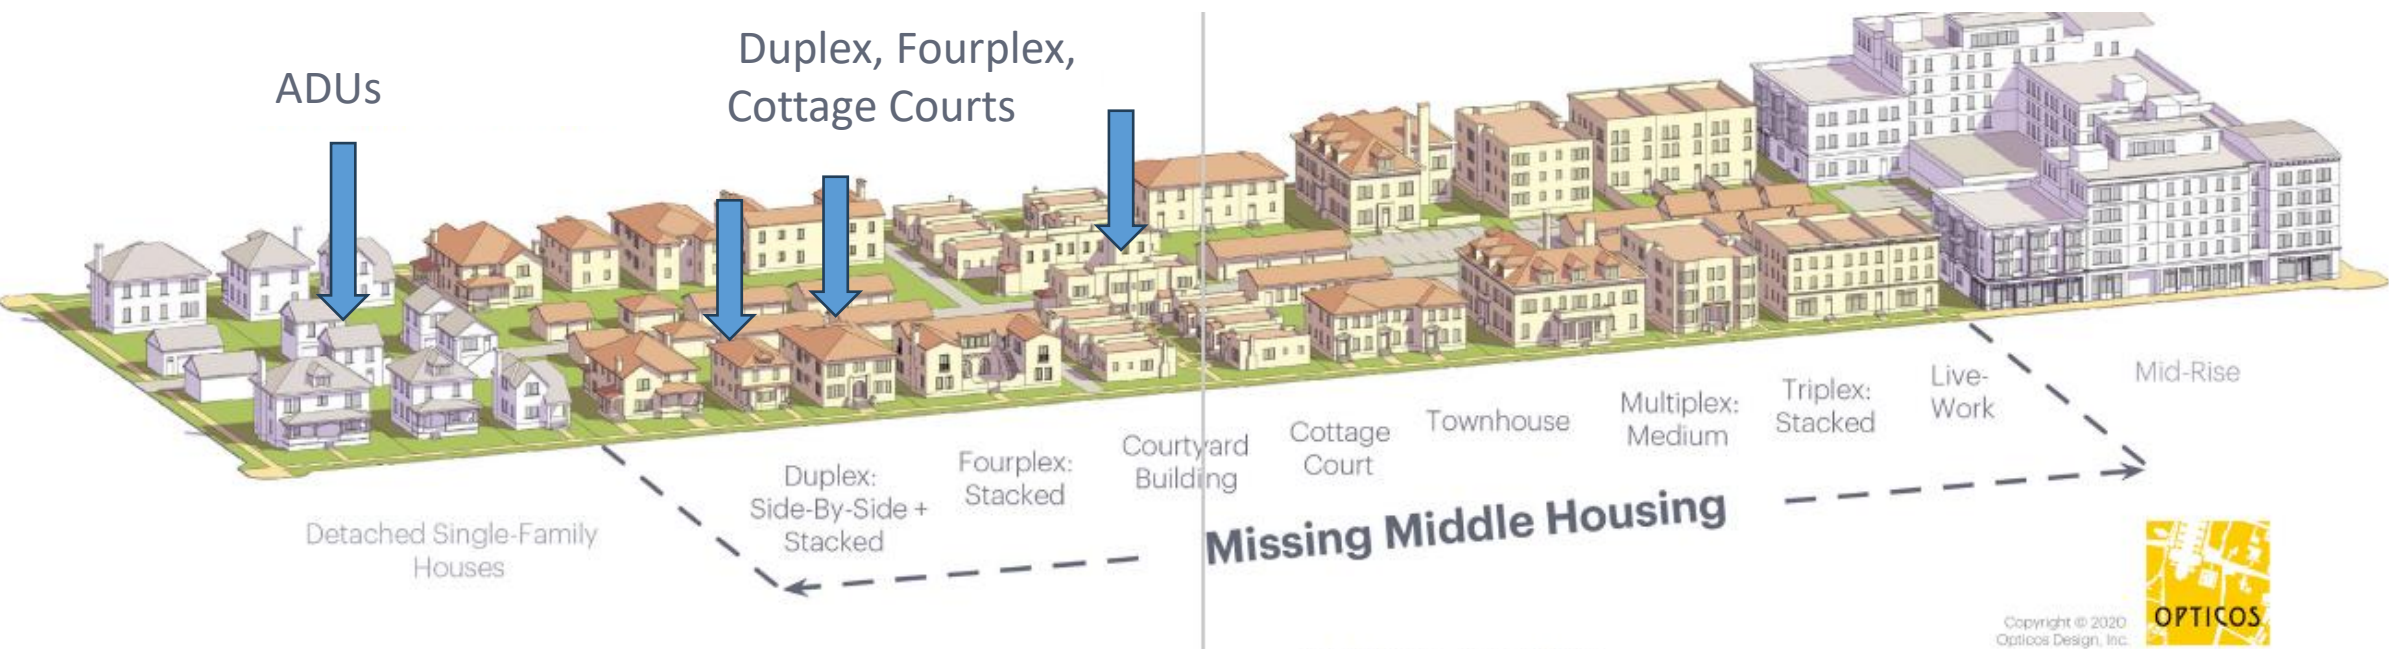 ADUs
Duplex, Fourplex,
Cottage Courts
Detached Single-Family
Houses
Duplex:
Side-By-Side +
Stacked
Fourplex:
Stacked
Courtyard
Building
Cottage
Court
Townhouse
Multiplex:
Medium
Triplex:
Stacked
Live-
Work
Mid-Rise
Missing Middle Housing
OPTICOS
Copyright © 2020
Opticos Design, Inc.